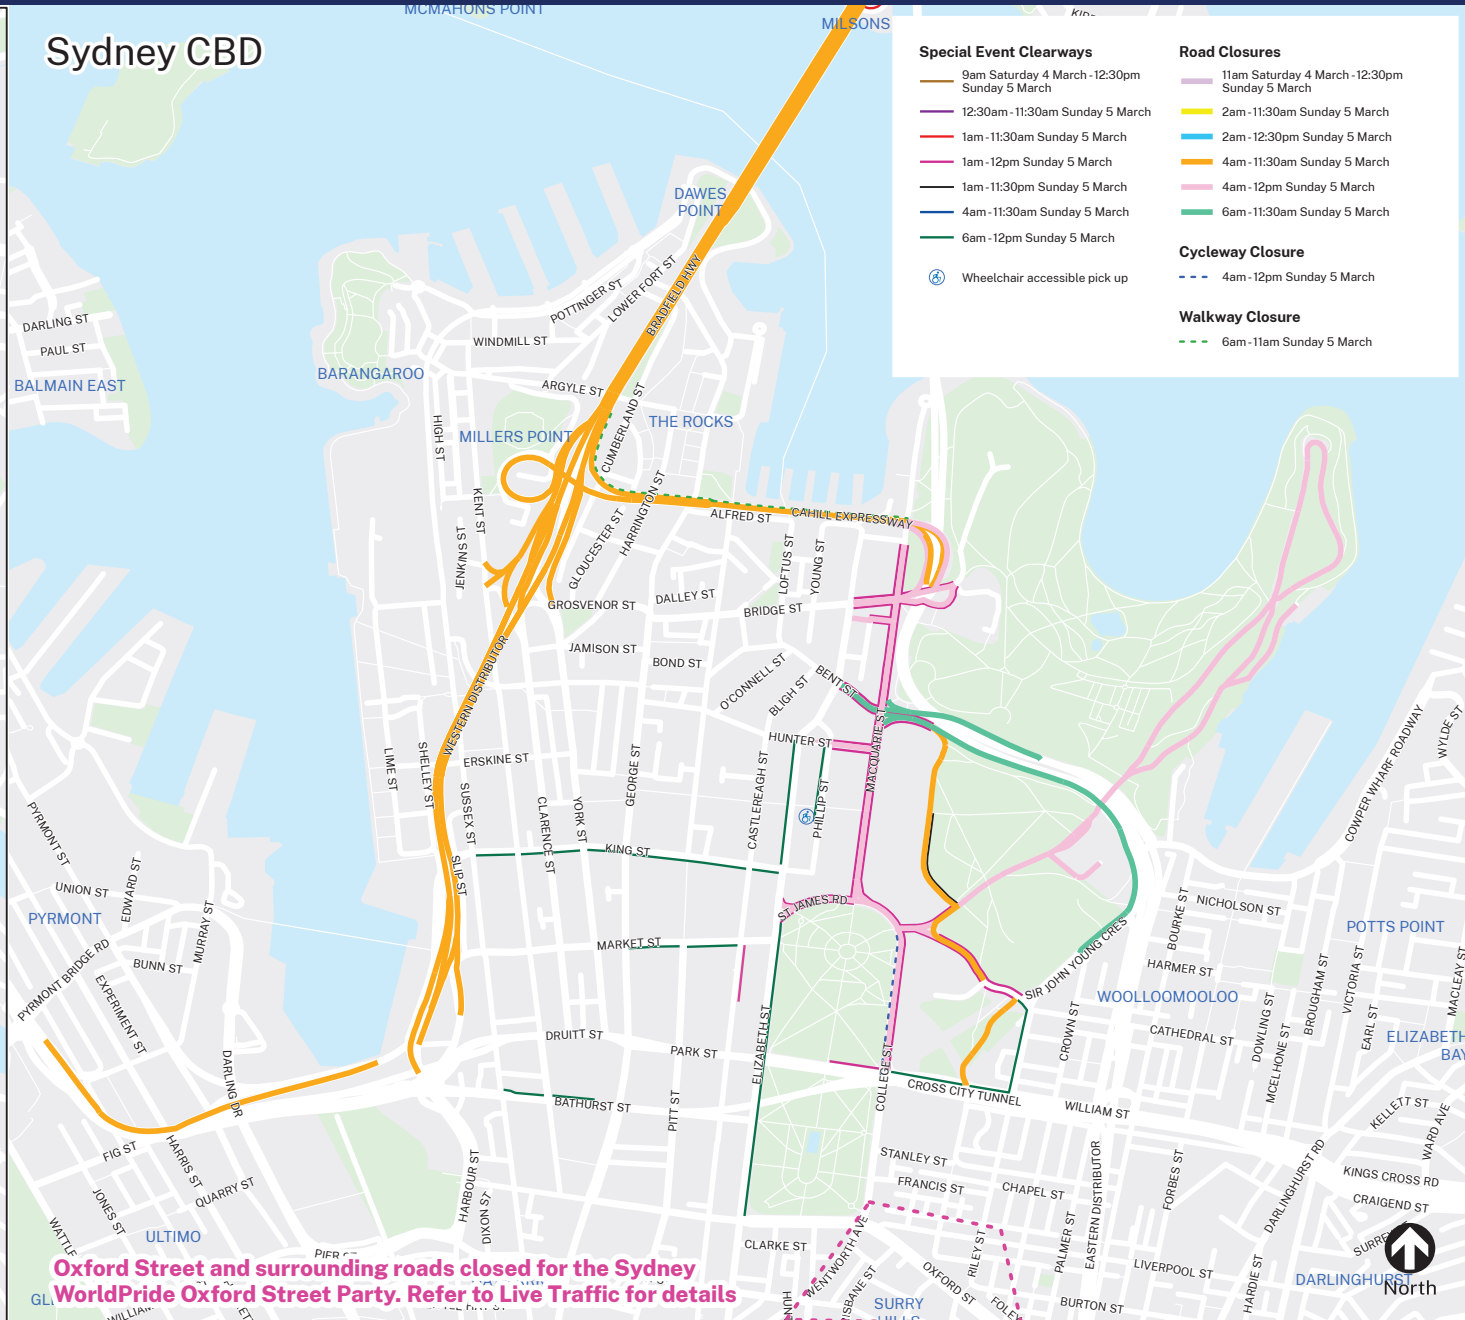 MCMAHONS POINT
MILSONS
Sydney CBD
Special Event Clearways
9am Saturday 4 March - 12:30pm
Sunday 5 March
12:30am - 11:30am Sunday 5 March
1am - 11:30am Sunday 5 March
1am - 12pm Sunday 5 March
1am - 11:30pm Sunday 5 March
4am - 11:30am Sunday 5 March
6am - 12pm Sunday 5 March
Wheelchair accessible pick up
Road Closures
11am Saturday 4 March - 12:30pm
Sunday 5 March
2am - 11:30am Sunday 5 March
2am - 12:30pm Sunday 5 March
4am - 11:30am Sunday 5 March
4am - 12pm Sunday 5 March
6am - 11:30am Sunday 5 March
Cycleway Closure
4am - 12pm Sunday 5 March
Walkway Closure
6am - 11am Sunday 5 March
DAWES
POINT
POTTINGER ST
LOWER FORT ST
BRADFIELD HWY
DARLING ST
PAUL ST
BALMAIN EAST
WINDMILL ST
BARANGAROO
ARGYLE ST
CUMBERLAND ST
THE ROCKS
HIGH ST
MILLERS POINT
KENT ST
JENKINS ST
GLOUCESTER ST
HARRINGTON ST
ALFRED ST
CAHILL EXPRESSWAY
LOFTUS ST
YOUNG ST
GROSVENOR ST
DALLEY ST
BRIDGE ST
JAMISON ST
BOND ST
O'CONNELL ST
BLIGH ST
BENT ST
WESTERN DISTRIBUTOR
HUNTER ST
MACQUARIE ST
LIME ST
SHELLEY ST
ERSKINE ST
SUSSEX ST
CLARENCE ST
YORK ST
GEORGE ST
CASTLEREAGH ST
PHILLIP ST
KING ST
SLIP ST
COWPER WHARF ROADWAY
WYLDE ST
PYRMONT ST
UNION ST
EDWARD ST
MURRAY ST
PYRMONT
PYRMONT BRIDGE RD
BUNN ST
EXPERIMENT ST
DARLING DR
ST. JAMES RD
MARKET ST
DRUITT ST
PARK ST
ELIZABETH ST
COLLEGE ST
BATHURST ST
PITT ST
CROSS CITY TUNNEL
WILLIAM ST
SIR JOHN YOUNG CRES
BOURKE ST
NICHOLSON ST
POTTS POINT
HARMER ST
WOOLLOOMOOLOO
CATHEDRAL ST
CROWN ST
DOWLING ST
MCELHONE ST
BROUGHAM ST
VICTORIA ST
EARL ST
MACLEAY ST
ELIZABETH
BAY
KELLETT ST
WARD AVE
KINGS CROSS RD
CRAIGEND ST
DARLINGHURST RD
FIG ST
HARRIS ST
QUARRY ST
JONES ST
WATTLE
ULTIMO
PIER ST
HARBOUR ST
DIXON ST
STANLEY ST
FRANCIS ST
CHAPEL ST
PALMER ST
EASTERN DISTRIBUTOR
FORBES ST
CLARKE ST
WENTWORTH AVE
RILEY ST
OXFORD ST
FOLEY
LIVERPOOL ST
BURTON ST
HARDIE ST
DARLINGHURST
SURREY
SURRY
HILLS
Oxford Street and surrounding roads closed for the Sydney
WorldPride Oxford Street Party. Refer to Live Traffic for details
North